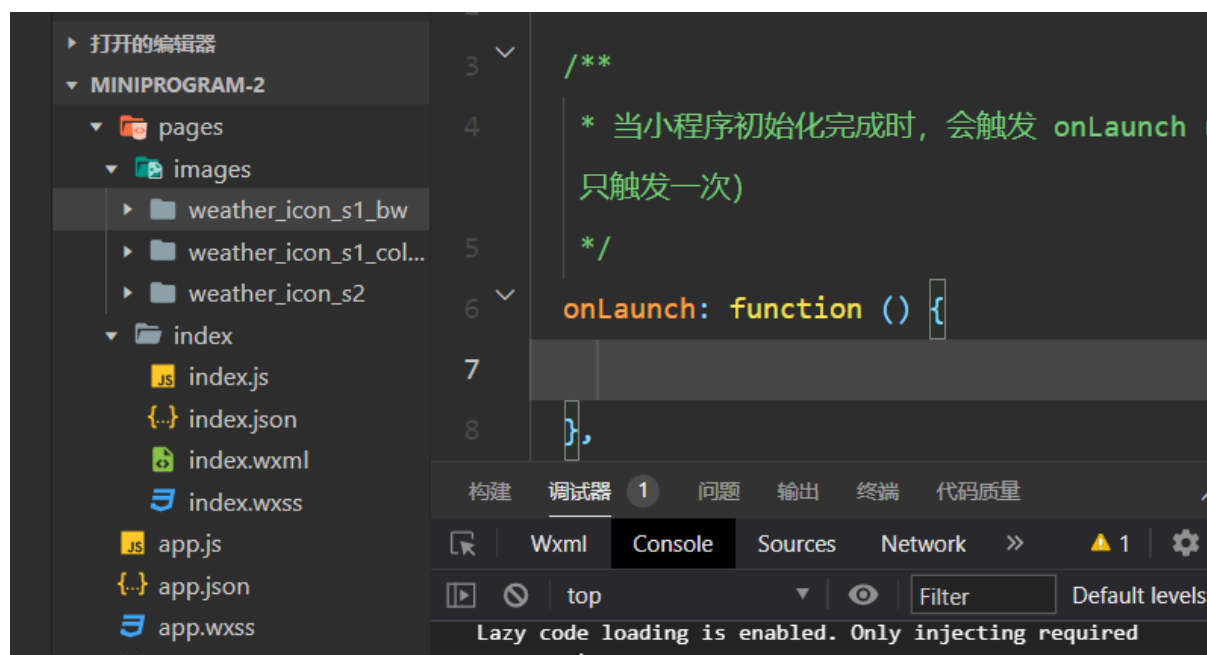 打开的编辑器
MINIPROGRAM-2
pages
images
weather_icon_s1_bw
weather_icon_s1_col...
weather_icon_s2
index
index.js
index.json
index.wxml
index.wxss
app.js
app.json
app.wxss
3 /**
4 * 当小程序初始化完成时，会触发 onLaunch
只触发一次)
5 */
6 onLaunch: function () {
7
8 },
构建 调试器 1 问题 输出 终端 代码质量
Wxml Console Sources Network » 1
top Filter Default levels
Lazy code loading is enabled. Only injecting required